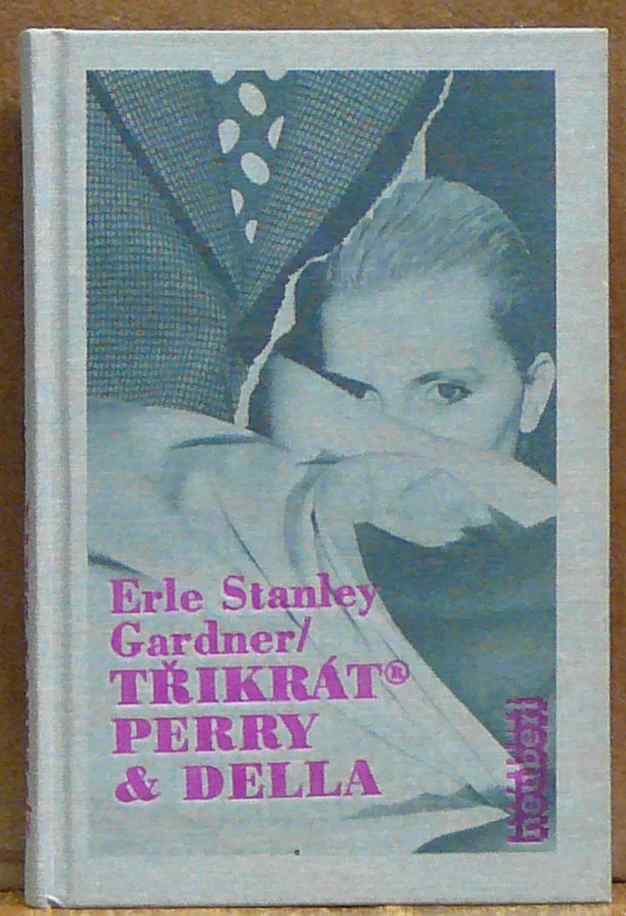 Erle Stanley
Gardner/
TŘIKRÁT®
PERRY
& DELLA